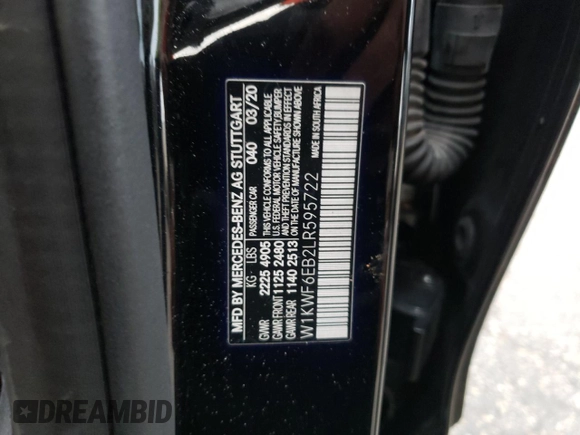 MFD BY MERCEDES-BENZ AG STUTTGART
KG LBS PASSENGER CAR 040 03/20
GVWR 2225 4905 THIS VEHICLE CONFORMS TO ALL APPLICABLE
GAWR FRONT 1125 2480 U.S. FEDERAL MOTOR VEHICLE SAFETY, BUMPER
GAWR REAR 1140 2513 AND THEFT PREVENTION STANDARDS IN EFFECT
ON THE DATE OF MANUFACTURE SHOWN ABOVE
W1KWF6EB2LR595722 MADE IN SOUTH AFRICA
DREAMBID